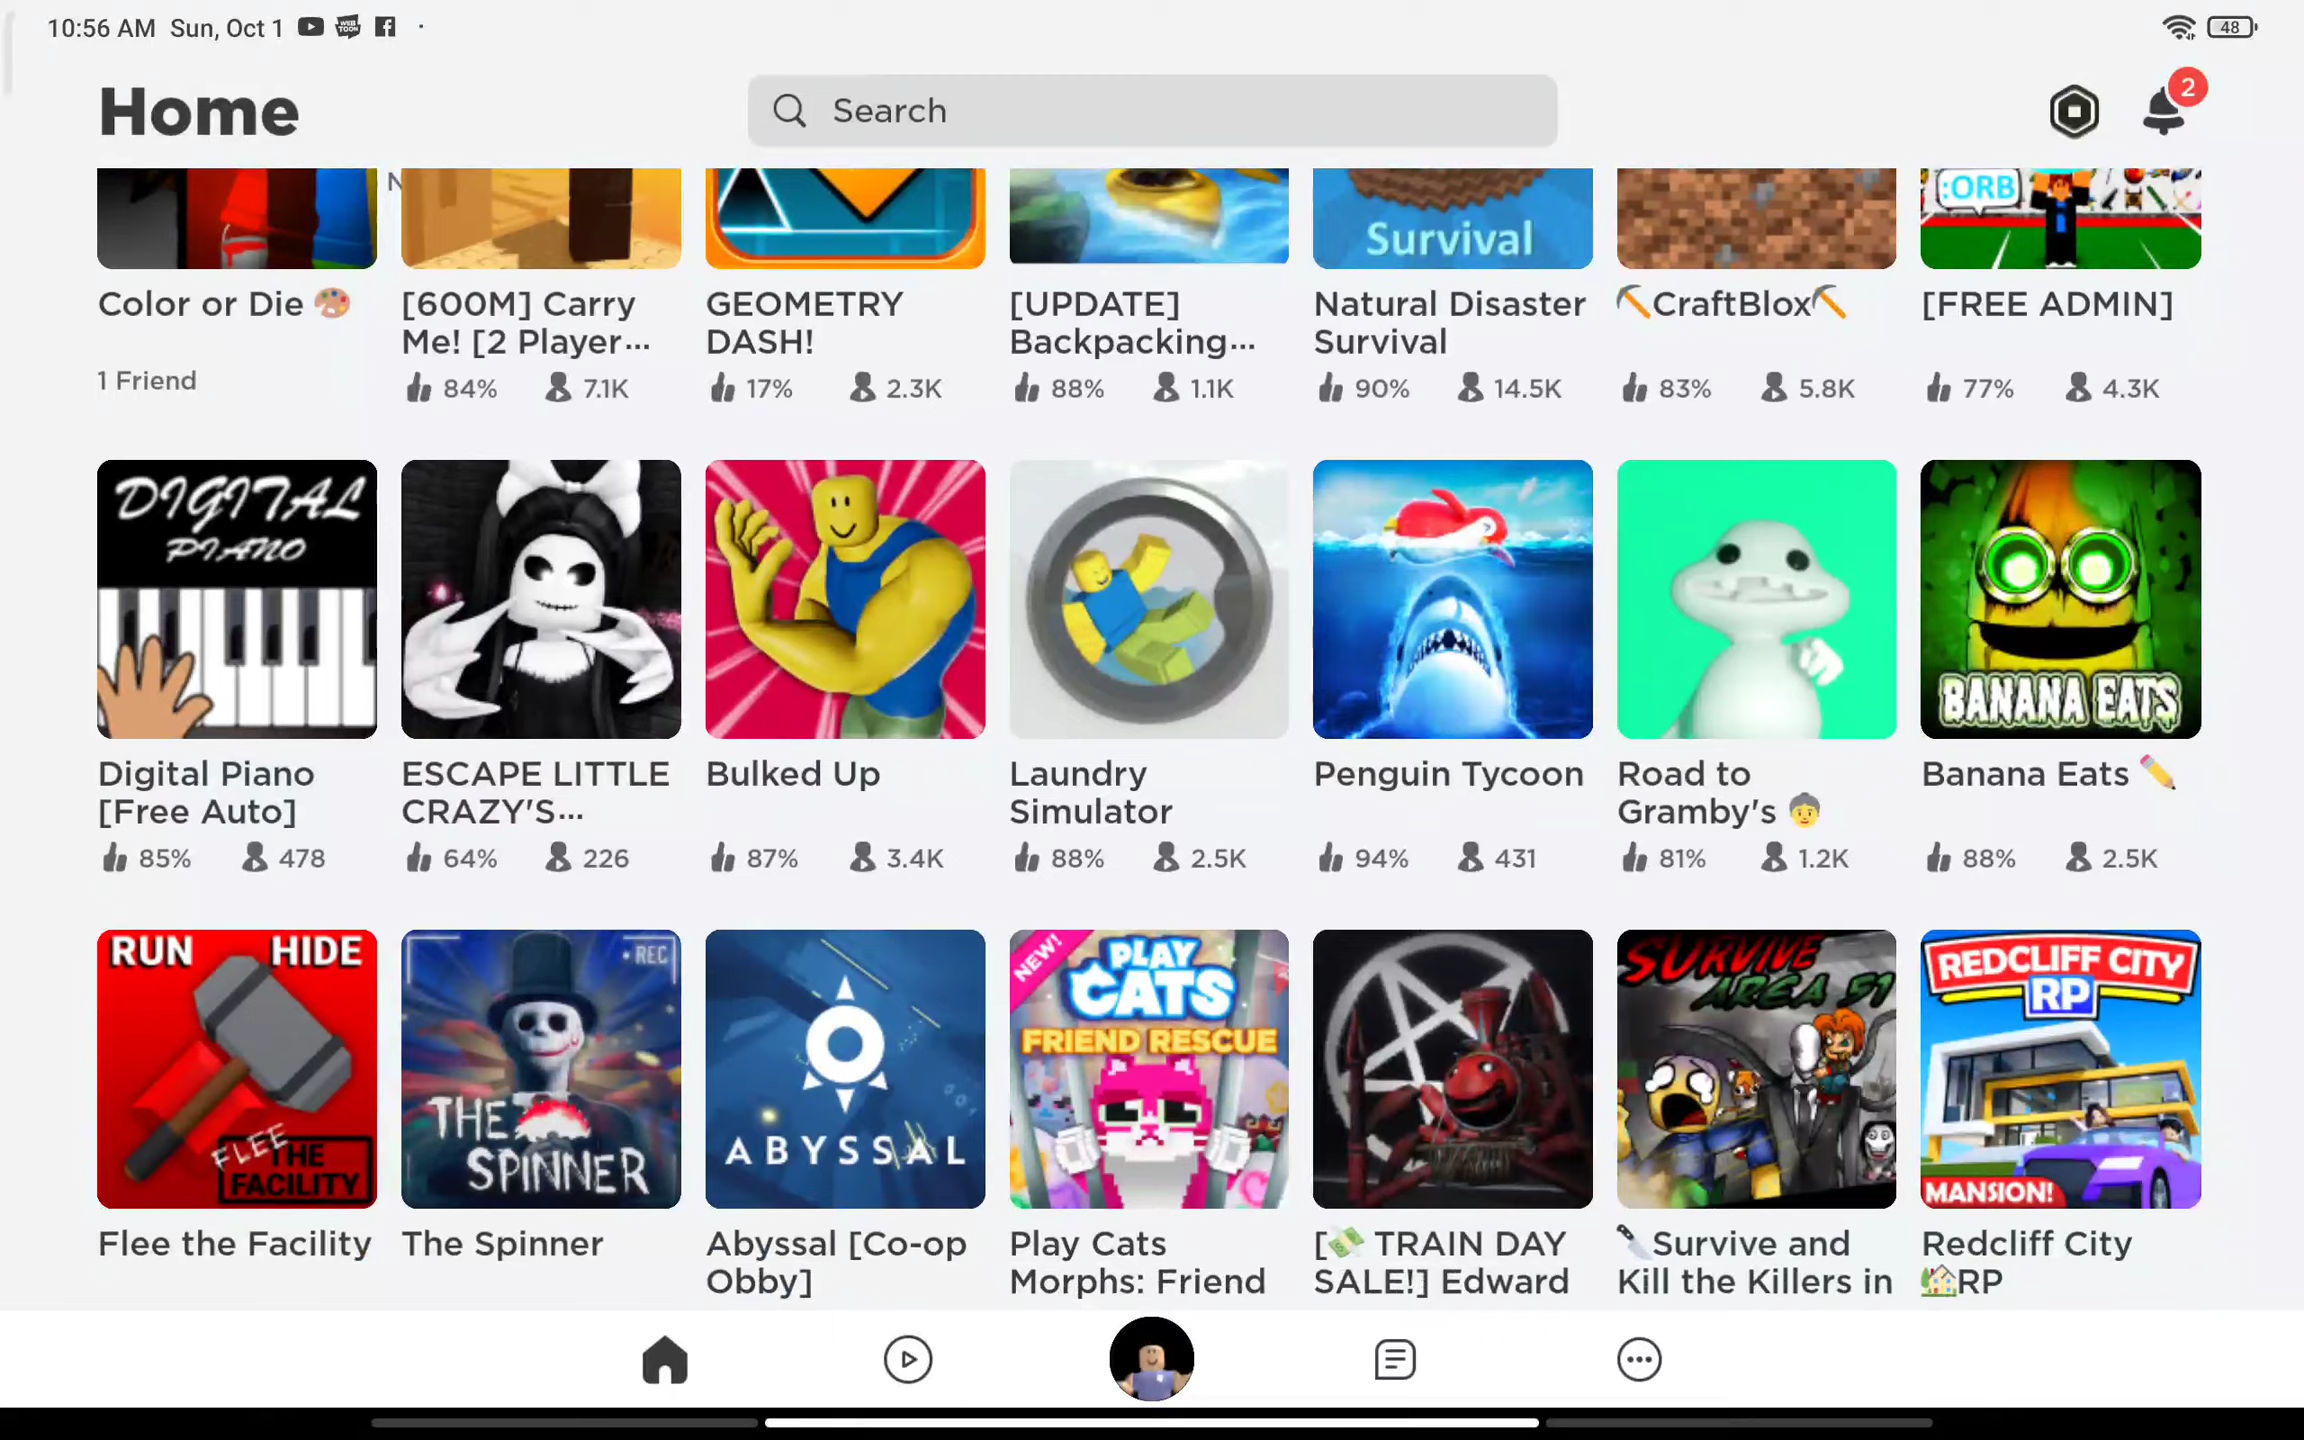 10:56 AM Sun, Oct 1
48
Home
Search
2
N
Survival
:ORB
Color or Die 🎨
[600M] Carry
Me! [2 Player...
GEOMETRY
DASH!
[UPDATE]
Backpacking...
Natural Disaster
Survival
⛏️CraftBlox⛏️
[FREE ADMIN]
1 Friend
84% 7.1K
17% 2.3K
88% 1.1K
90% 14.5K
83% 5.8K
77% 4.3K
DIGITAL
PIANO
BANANA EATS
Digital Piano
[Free Auto]
ESCAPE LITTLE
CRAZY'S...
Bulked Up
Laundry
Simulator
Penguin Tycoon
Road to
Gramby's 👵
Banana Eats ✏️
85% 478
64% 226
87% 3.4K
88% 2.5K
94% 431
81% 1.2K
88% 2.5K
RUN HIDE
FLEE
THE
FACILITY
REC
THE
SPINNER
ABYSSAL
NEW!
PLAY
CATS
FRIEND RESCUE
SURVIVE
AREA 51
REDCLIFF CITY
RP
MANSION!
Flee the Facility
The Spinner
Abyssal [Co-op
Obby]
Play Cats
Morphs: Friend
[💸 TRAIN DAY
SALE!] Edward
🔪Survive and
Kill the Killers in
Redcliff City
🏡RP